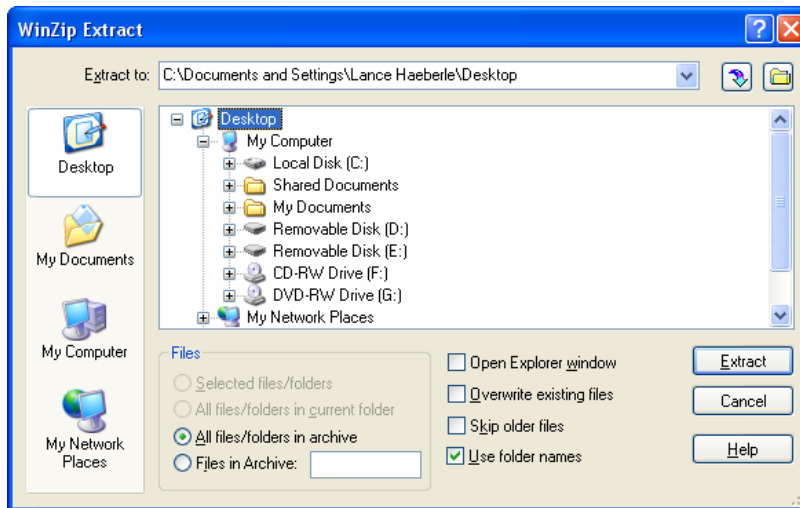 WinZip Extract
Extract to: C:\Documents and Settings\Lance Haeberle\Desktop
Desktop
My Documents
My Computer
My Network
Places
Desktop
My Computer
Local Disk (C:)
Shared Documents
My Documents
Removable Disk (D:)
Removable Disk (E:)
CD-RW Drive (F:)
DVD-RW Drive (G:)
My Network Places
Files
Selected files/folders
All files/folders in current folder
All files/folders in archive
Files in Archive:
Open Explorer window
Overwrite existing files
Skip older files
Use folder names
Extract
Cancel
Help